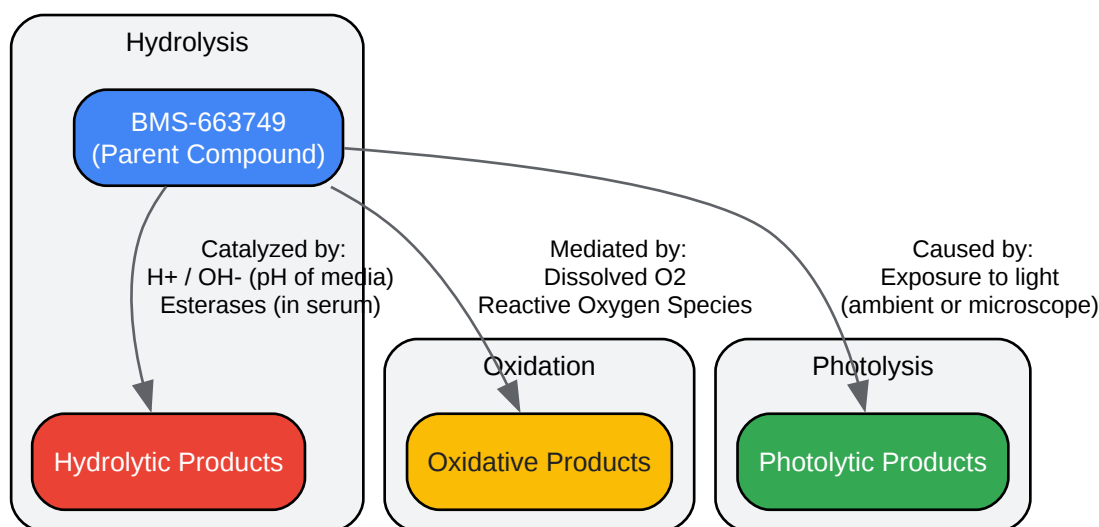 Hydrolysis
BMS-663749
(Parent Compound)
Catalyzed by:
H+ / OH- (pH of media)
Esterases (in serum)
Mediated by:
Dissolved O2
Reactive Oxygen Species
Caused by:
Exposure to light
(ambient or microscope)
Oxidation
Photolysis
Hydrolytic Products
Oxidative Products
Photolytic Products